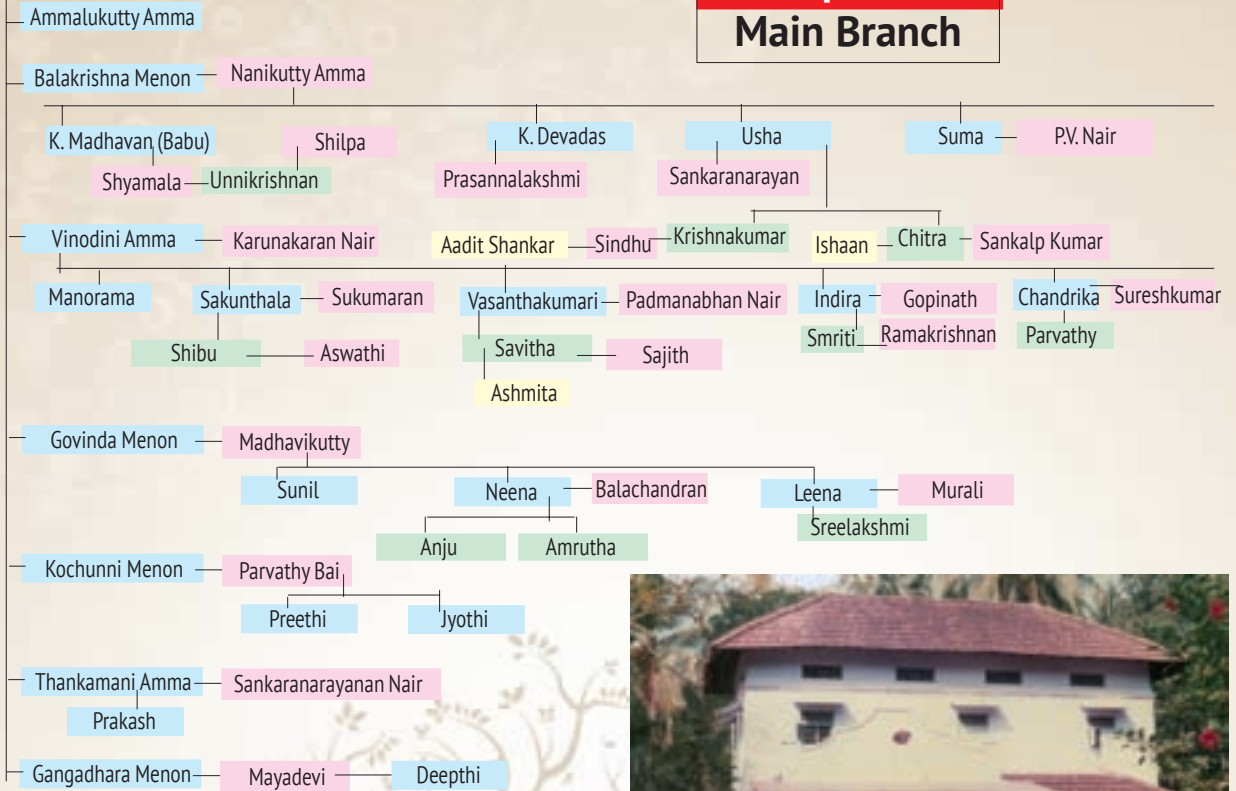 Main Branch
Ammalukutty Amma
Balakrishna Menon
Nanikutty Amma
K. Madhavan (Babu)
Shilpa
K. Devadas
Usha
Suma
P.V. Nair
Shyamala
Unnikrishnan
Prasannalakshmi
Sankaranarayan
Vinodini Amma
Karunakaran Nair
Aadit Shankar
Sindhu
Krishnakumar
Ishaan
Chitra
Sankalp Kumar
Manorama
Sakunthala
Sukumaran
Vasanthakumari
Padmanabhan Nair
Indira
Gopinath
Chandrika
Sureshkumar
Shibu
Aswathi
Savitha
Sajith
Smriti
Ramakrishnan
Parvathy
Ashmita
Govinda Menon
Madhavikutty
Sunil
Neena
Balachandran
Leena
Murali
Anju
Amrutha
Sreelakshmi
Kochunni Menon
Parvathy Bai
Preethi
Jyothi
Thankamani Amma
Sankaranarayanan Nair
Prakash
Gangadhara Menon
Mayadevi
Deepthi